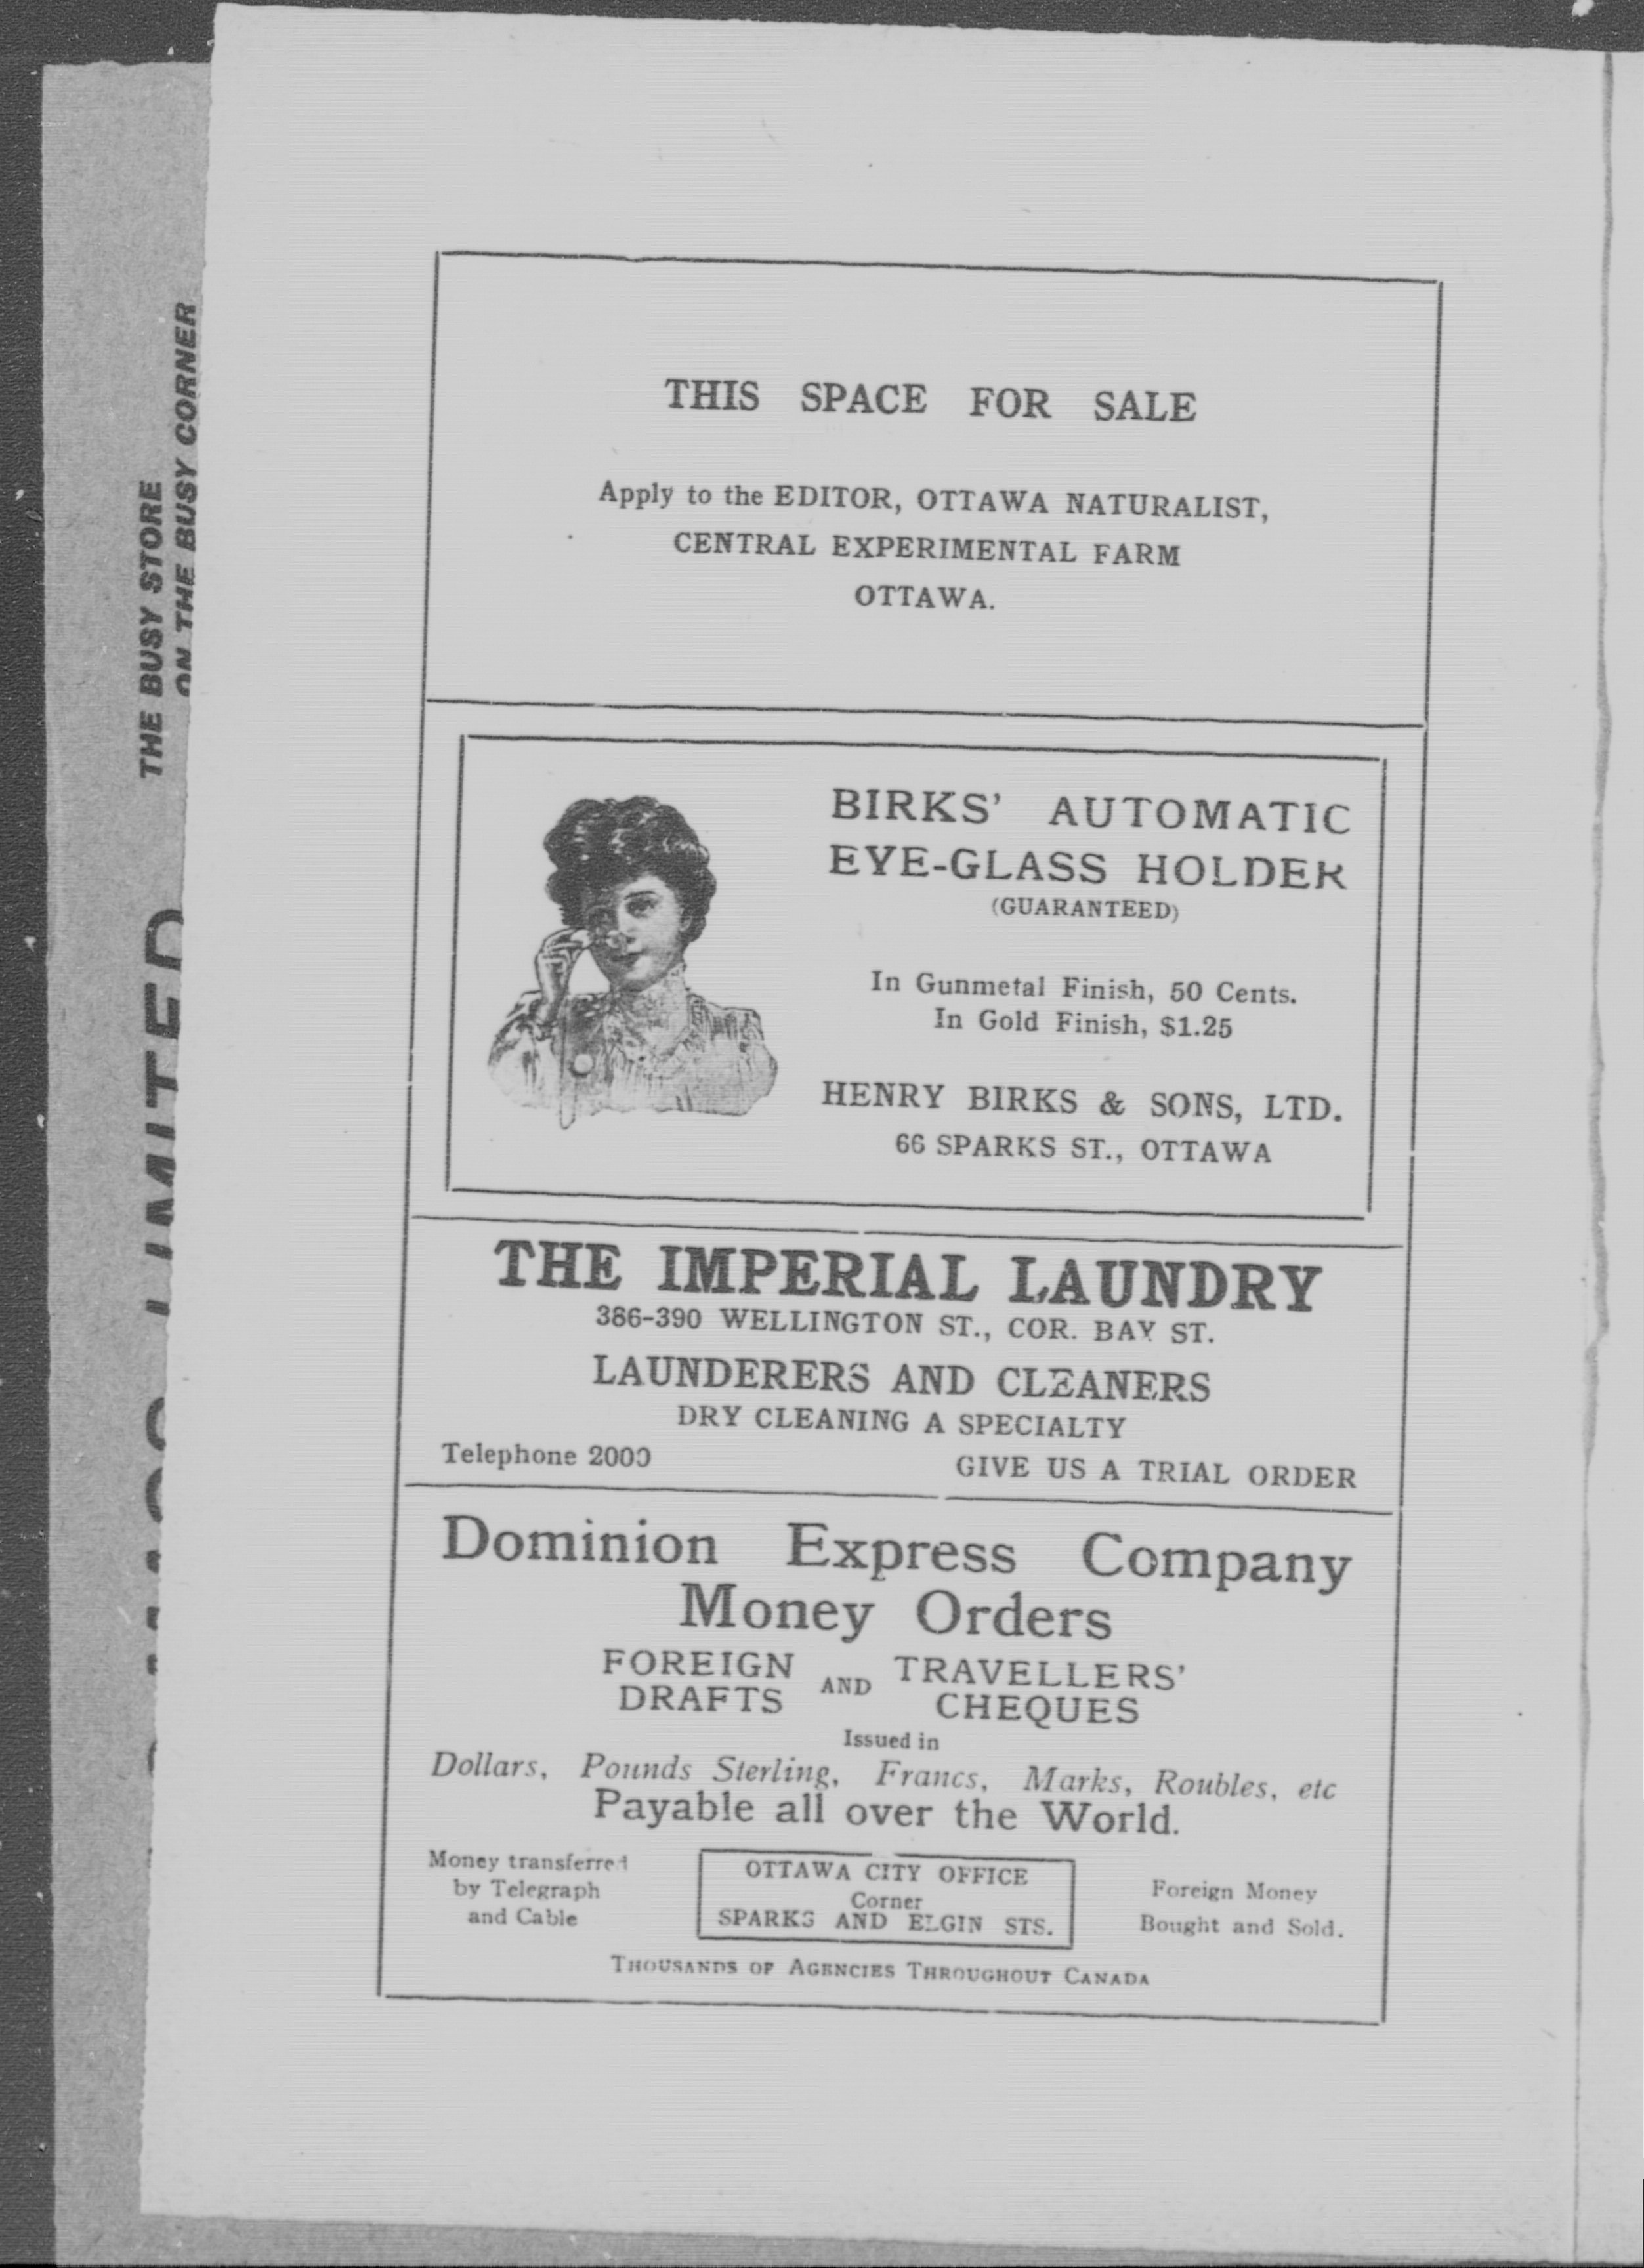 THIS SPACE FOR SALE
Apply to the EDITOR, OTTAWA NATURALIST,
CENTRAL EXPERIMENTAL FARM
OTTAWA.
BIRKS' AUTOMATIC
EYE-GLASS HOLDER
(GUARANTEED)
In Gunmetal Finish, 50 Cents.
In Gold Finish, $1.25
HENRY BIRKS & SONS, LTD.
66 SPARKS ST., OTTAWA
THE IMPERIAL LAUNDRY
386-390 WELLINGTON ST., COR. BAY ST.
LAUNDERERS AND CLEANERS
DRY CLEANING A SPECIALTY
Telephone 2000
GIVE US A TRIAL ORDER
Dominion Express Company
Money Orders
FOREIGN DRAFTS AND TRAVELLERS' CHEQUES
Issued in
Dollars, Pounds Sterling, Francs, Marks, Roubles, etc
Payable all over the World.
Money transferred
by Telegraph
and Cable
OTTAWA CITY OFFICE
Corner
SPARKS AND ELGIN STS.
Foreign Money
Bought and Sold.
THOUSANDS OF AGENCIES THROUGHOUT CANADA
THE BUSY STORE
ON THE BUSY CORNER
LIMITED